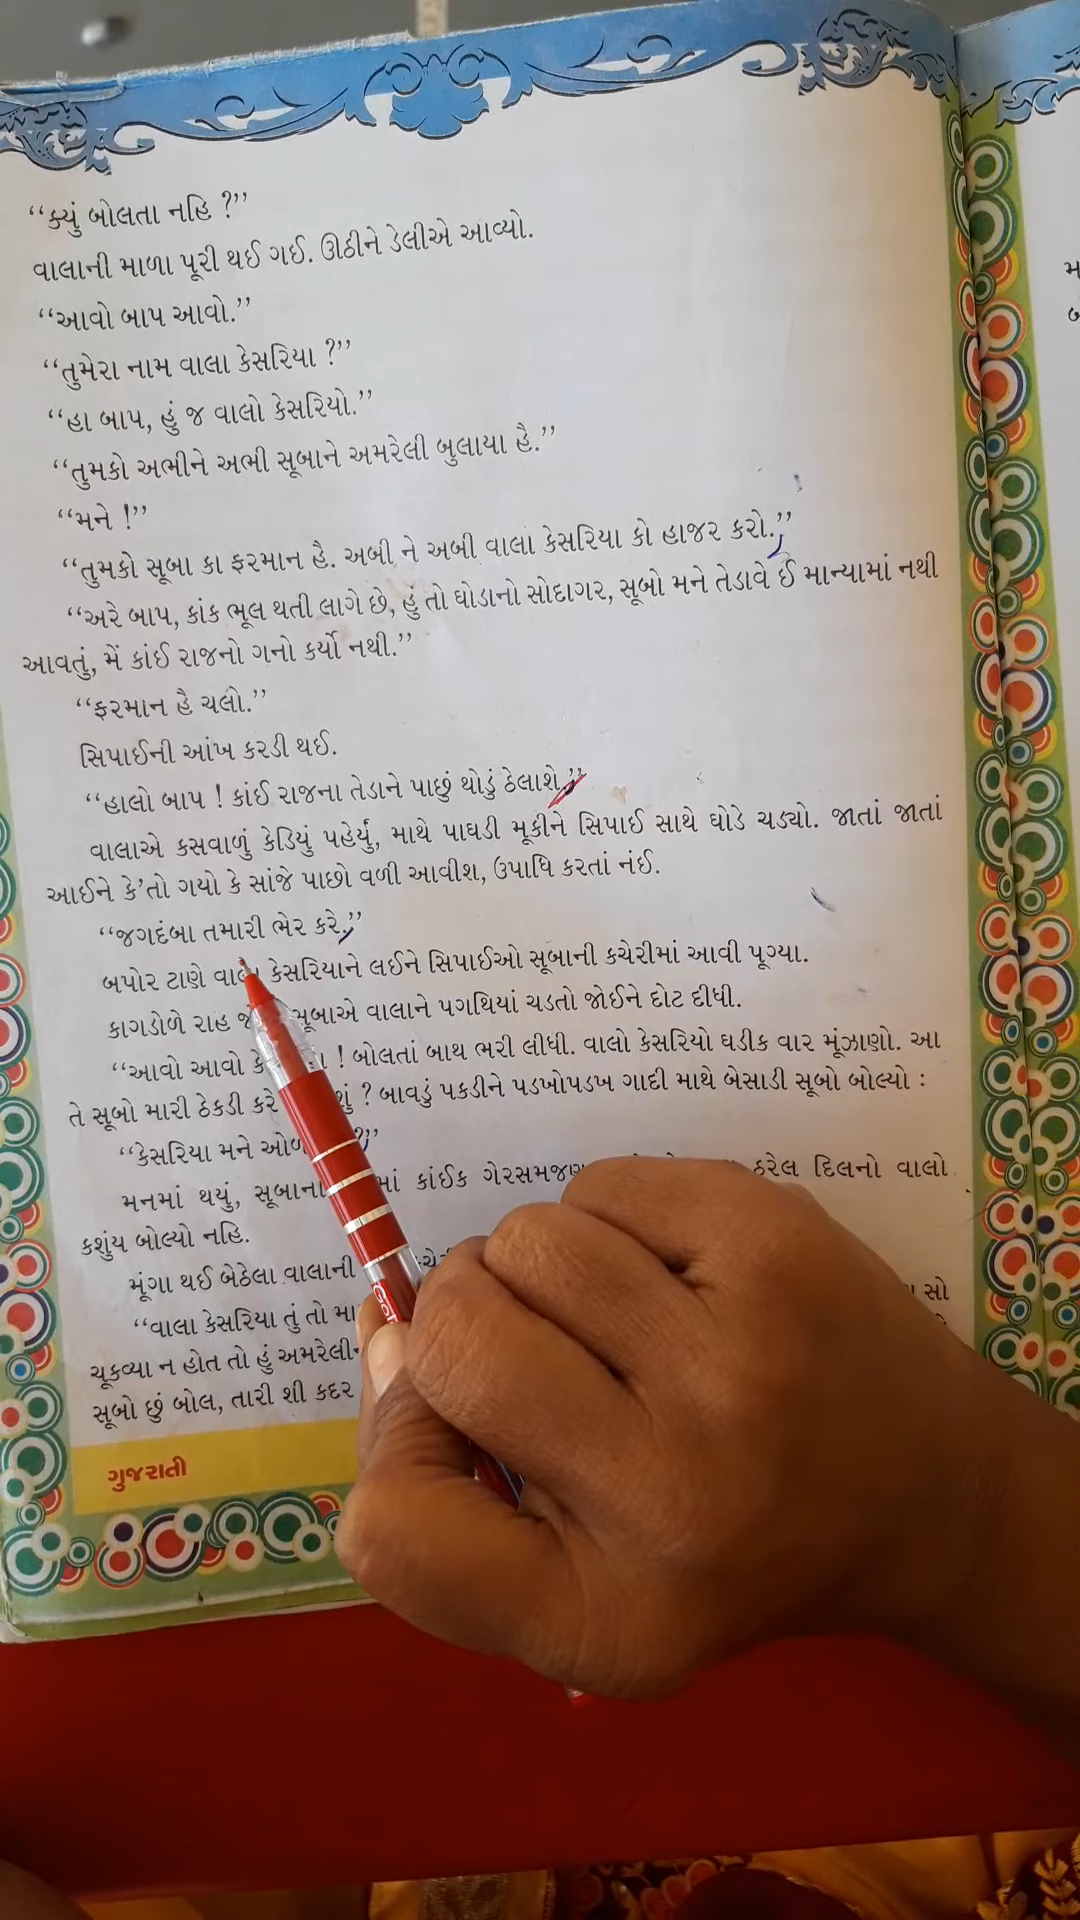 “ક્યું બોલતા નહિ ?”
વાલાની માળા પૂરી થઈ ગઈ. ઊઠીને ડેલીએ આવ્યો.
“આવો બાપ આવો.”
“તુમેરા નામ વાલા કેસરિયા ?”
“હા બાપ, હું જ વાલો કેસરિયો.”
“તુમકો અભીને અભી સૂબાને અમરેલી બુલાયા હૈ.”
“મને !”
“તુમકો સૂબા કા ફરમાન હૈ. અબી ને અબી વાલા કેસરિયા કો હાજર કરો.”
“અરે બાપ, કાંક ભૂલ થતી લાગે છે, હું તો ઘોડાનો સોદાગર, સૂબો મને તેડાવે ઈ માન્યામાં નથી
આવતું, મેં કાંઈ રાજનો ગનો કર્યો નથી.”
“ફરમાન હૈ ચલો.”
સિપાઈની આંખ કરડી થઈ.
“હાલો બાપ ! કાંઈ રાજના તેડાને પાછું થોડું ઠેલાશે.”
વાલાએ કસવાળું કેડિયું પહેર્યું, માથે પાઘડી મૂકીને સિપાઈ સાથે ઘોડે ચડ્યો. જાતાં જાતાં
આઈને કે’તો ગયો કે સાંજે પાછો વળી આવીશ, ઉપાધિ કરતાં નંઈ.
“જગદંબા તમારી ભેર કરે.”
બપોર ટાણે વાલા કેસરિયાને લઈને સિપાઈઓ સૂબાની કચેરીમાં આવી પૂગ્યા.
કાગડોળે રાહ સૂબાએ વાલાને પગથિયાં ચડતો જોઈને દોટ દીધી.
“આવો આવો ! બોલતાં બાથ ભરી લીધી. વાલો કેસરિયો ઘડીક વાર મૂંઝાણો. આ
તે સૂબો મારી ઠેકડી કરે ? બાવડું પકડીને પડખોપડખ ગાદી માથે બેસાડી સૂબો બોલ્યો :
“કેસરિયા મને ?”
મનમાં થયું, સૂબાના કાંઈક ઠરેલ દિલનો વાલો
કશુંય બોલ્યો નહિ.
મૂંગા થઈ બેઠેલા વાલાની
“વાલા કેસરિયા તું તો સો
ચૂકવ્યા ન હોત તો હું
સૂબો છું બોલ, તારી શી કદર
ગુજરાતી